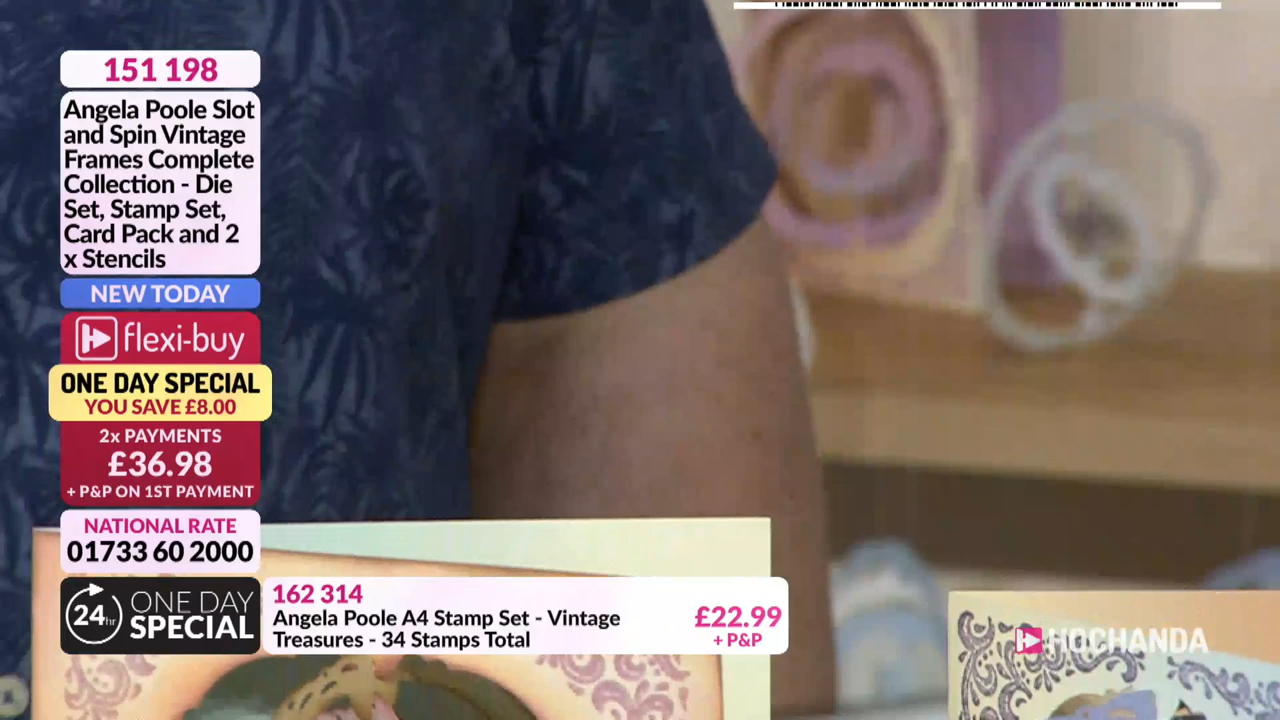 151 198
Angela Poole Slot
and Spin Vintage
Frames Complete
Collection - Die
Set, Stamp Set,
Card Pack and 2
x Stencils
NEW TODAY
flexi-buy
ONE DAY SPECIAL
YOU SAVE £8.00
2x PAYMENTS
£36.98
+ P&P ON 1ST PAYMENT
NATIONAL RATE
01733 60 2000
24hr
ONE DAY
SPECIAL
162 314
Angela Poole A4 Stamp Set - Vintage
Treasures - 34 Stamps Total
£22.99
+ P&P
HOCHANDA